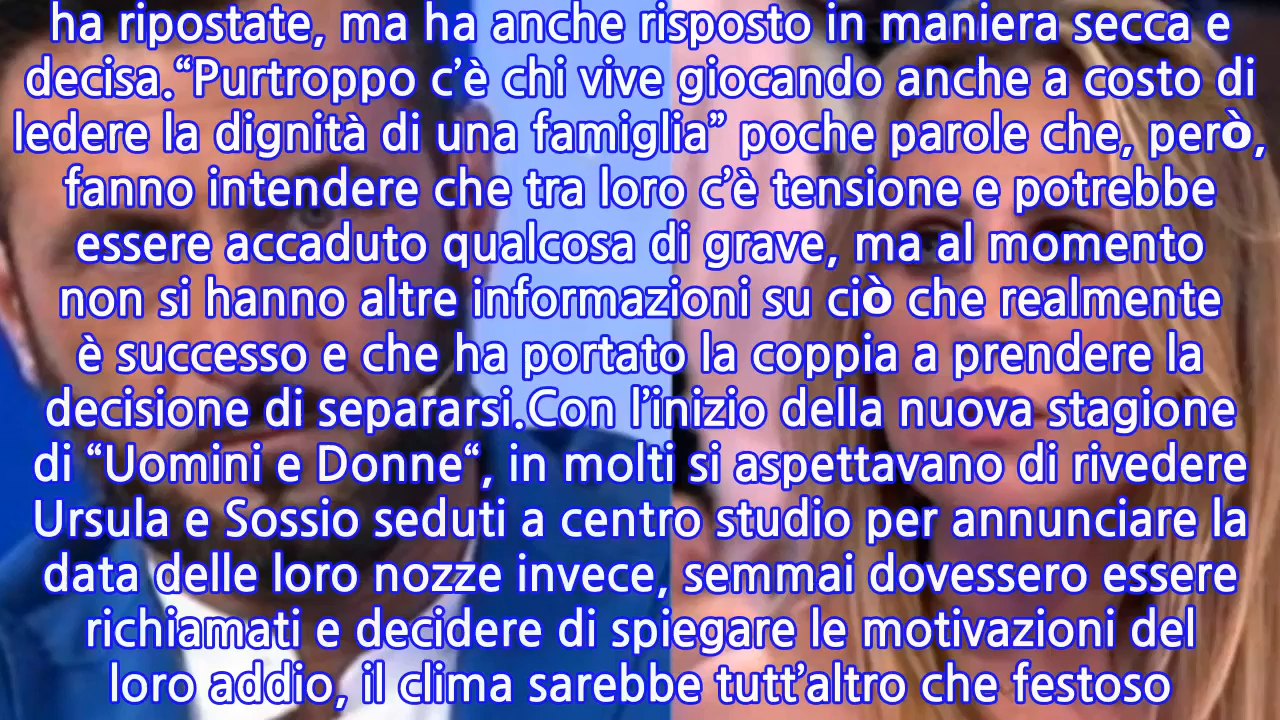 ha ripostate, ma ha anche risposto in maniera secca e
decisa.“Purtroppo c’è chi vive giocando anche a costo di
ledere la dignità di una famiglia” poche parole che, però,
fanno intendere che tra loro c’è tensione e potrebbe
essere accaduto qualcosa di grave, ma al momento
non si hanno altre informazioni su ciò che realmente
è successo e che ha portato la coppia a prendere la
decisione di separarsi.Con l’inizio della nuova stagione
di “Uomini e Donne“, in molti si aspettavano di rivedere
Ursula e Sossio seduti a centro studio per annunciare la
data delle loro nozze invece, semmai dovessero essere
richiamati e decidere di spiegare le motivazioni del
loro addio, il clima sarebbe tutt’altro che festoso